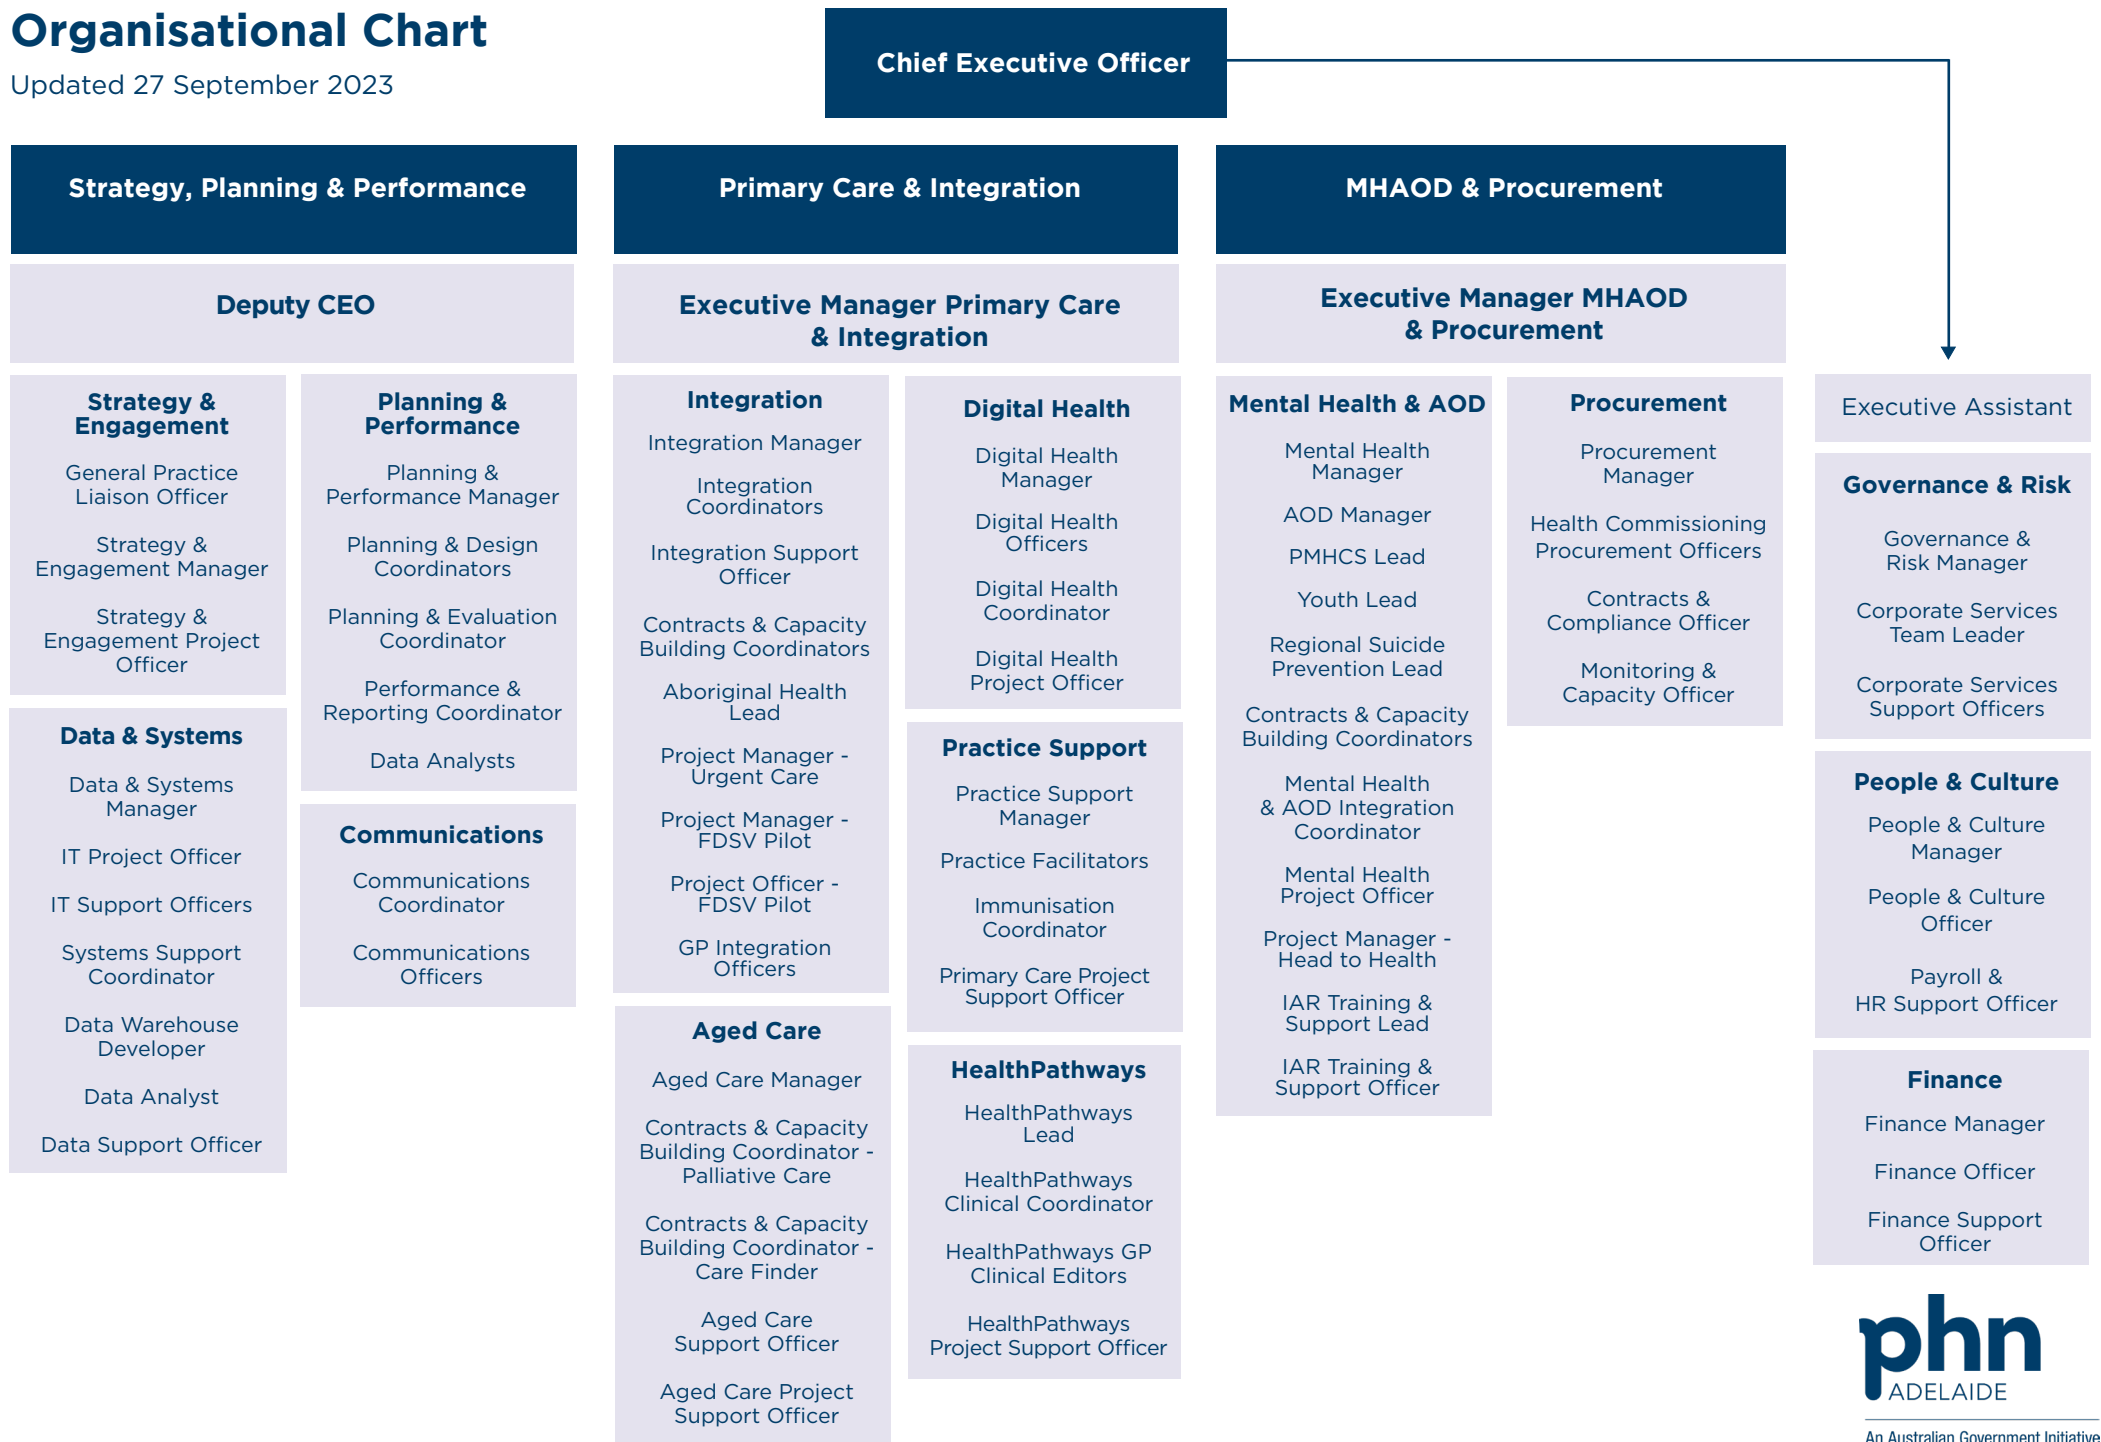 Organisational Chart
Updated 27 September 2023
Chief Executive Officer
Strategy, Planning & Performance
Deputy CEO
Strategy &
Engagement
General Practice
Liaison Officer
Strategy &
Engagement Manager
Strategy &
Engagement Project
Officer
Data & Systems
Data & Systems
Manager
IT Project Officer
IT Support Officers
Systems Support
Coordinator
Data Warehouse
Developer
Data Analyst
Data Support Officer
Planning &
Performance
Planning &
Performance Manager
Planning & Design
Coordinators
Planning & Evaluation
Coordinator
Performance &
Reporting Coordinator
Data Analysts
Communications
Communications
Coordinator
Communications
Officers
Primary Care & Integration
Executive Manager Primary Care
& Integration
Integration
Integration Manager
Integration
Coordinators
Integration Support
Officer
Contracts & Capacity
Building Coordinators
Aboriginal Health
Lead
Project Manager -
Urgent Care
Project Manager -
FDSV Pilot
Project Officer -
FDSV Pilot
GP Integration
Officers
Aged Care
Aged Care Manager
Contracts & Capacity
Building Coordinator -
Palliative Care
Contracts & Capacity
Building Coordinator -
Care Finder
Aged Care
Support Officer
Aged Care Project
Support Officer
Digital Health
Digital Health
Manager
Digital Health
Officers
Digital Health
Coordinator
Digital Health
Project Officer
Practice Support
Practice Support
Manager
Practice Facilitators
Immunisation
Coordinator
Primary Care Project
Support Officer
HealthPathways
HealthPathways
Lead
HealthPathways
Clinical Coordinator
HealthPathways GP
Clinical Editors
HealthPathways
Project Support Officer
MHAOD & Procurement
Executive Manager MHAOD
& Procurement
Mental Health & AOD
Mental Health
Manager
AOD Manager
PMHCS Lead
Youth Lead
Regional Suicide
Prevention Lead
Contracts & Capacity
Building Coordinators
Mental Health
& AOD Integration
Coordinator
Mental Health
Project Officer
Project Manager -
Head to Health
IAR Training &
Support Lead
IAR Training &
Support Officer
Procurement
Procurement
Manager
Health Commissioning
Procurement Officers
Contracts &
Compliance Officer
Monitoring &
Capacity Officer
Executive Assistant
Governance & Risk
Governance &
Risk Manager
Corporate Services
Team Leader
Corporate Services
Support Officers
People & Culture
People & Culture
Manager
People & Culture
Officer
Payroll &
HR Support Officer
Finance
Finance Manager
Finance Officer
Finance Support
Officer
phn
ADELAIDE
An Australian Government Initiative